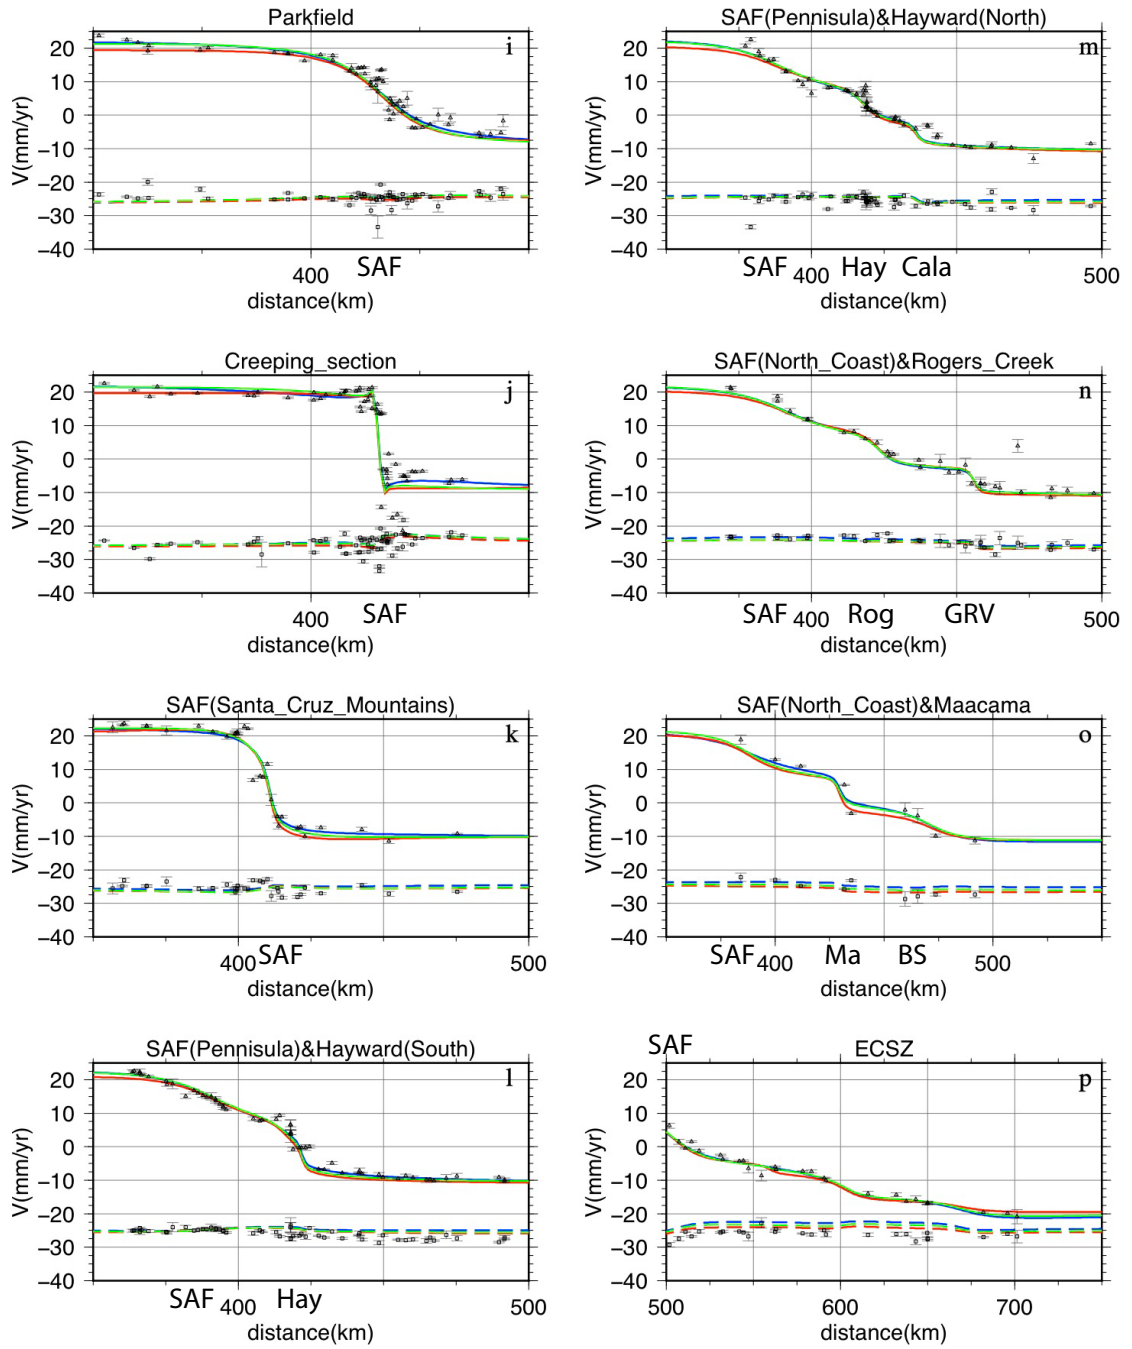 Parkfield
i
V(mm/yr)
20
10
0
−10
−20
−30
−40
SAF
400
distance(km)
SAF(Pennisula)&Hayward(North)
m
V(mm/yr)
20
10
0
−10
−20
−30
−40
SAF Hay Cala
400 500
distance(km)
Creeping_section
j
V(mm/yr)
20
10
0
−10
−20
−30
−40
400
SAF
distance(km)
SAF(North_Coast)&Rogers_Creek
n
V(mm/yr)
20
10
0
−10
−20
−30
−40
SAF 400 Rog GRV 500
distance(km)
SAF(Santa_Cruz_Mountains)
k
V(mm/yr)
20
10
0
−10
−20
−30
−40
400 SAF 500
distance(km)
SAF(North_Coast)&Maacama
o
V(mm/yr)
20
10
0
−10
−20
−30
−40
SAF 400 Ma BS 500
distance(km)
SAF(Pennisula)&Hayward(South)
l
V(mm/yr)
20
10
0
−10
−20
−30
−40
SAF 400 Hay 500
distance(km)
SAF ECSZ
p
V(mm/yr)
20
10
0
−10
−20
−30
−40
500 600 700
distance(km)